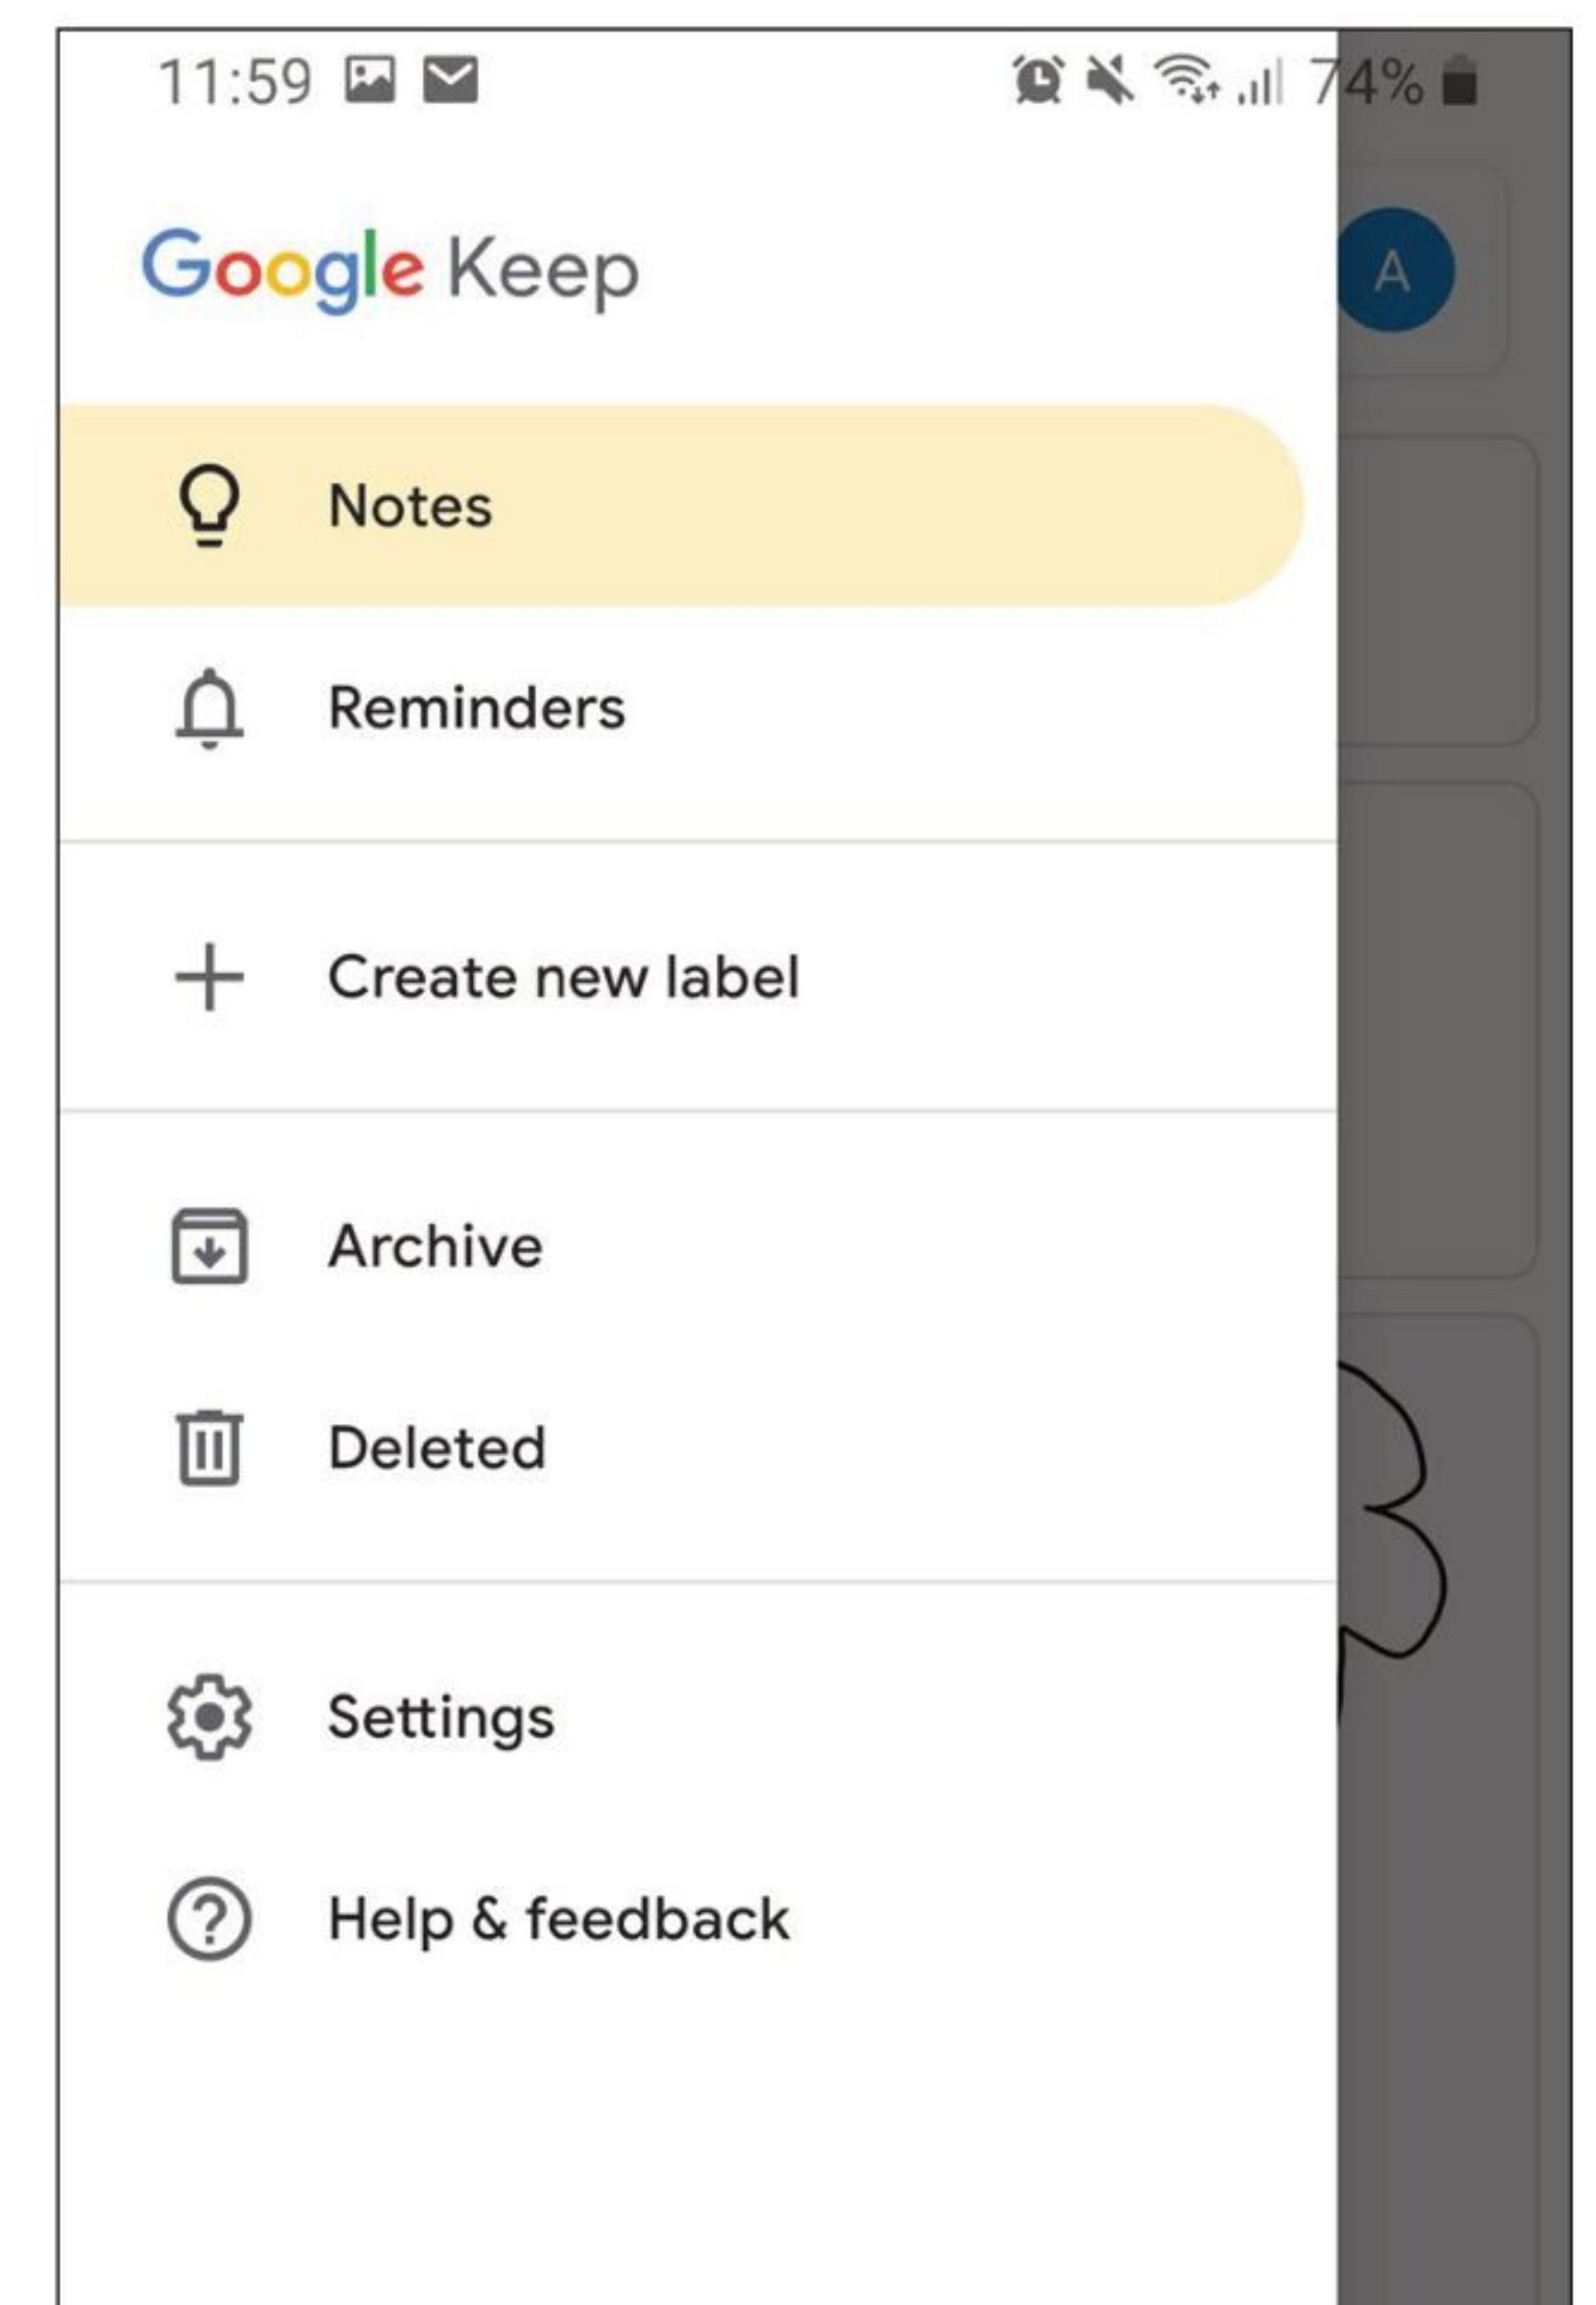 11:59 74%
Google Keep
A
Notes
Reminders
Create new label
Archive
Deleted
Settings
Help & feedback